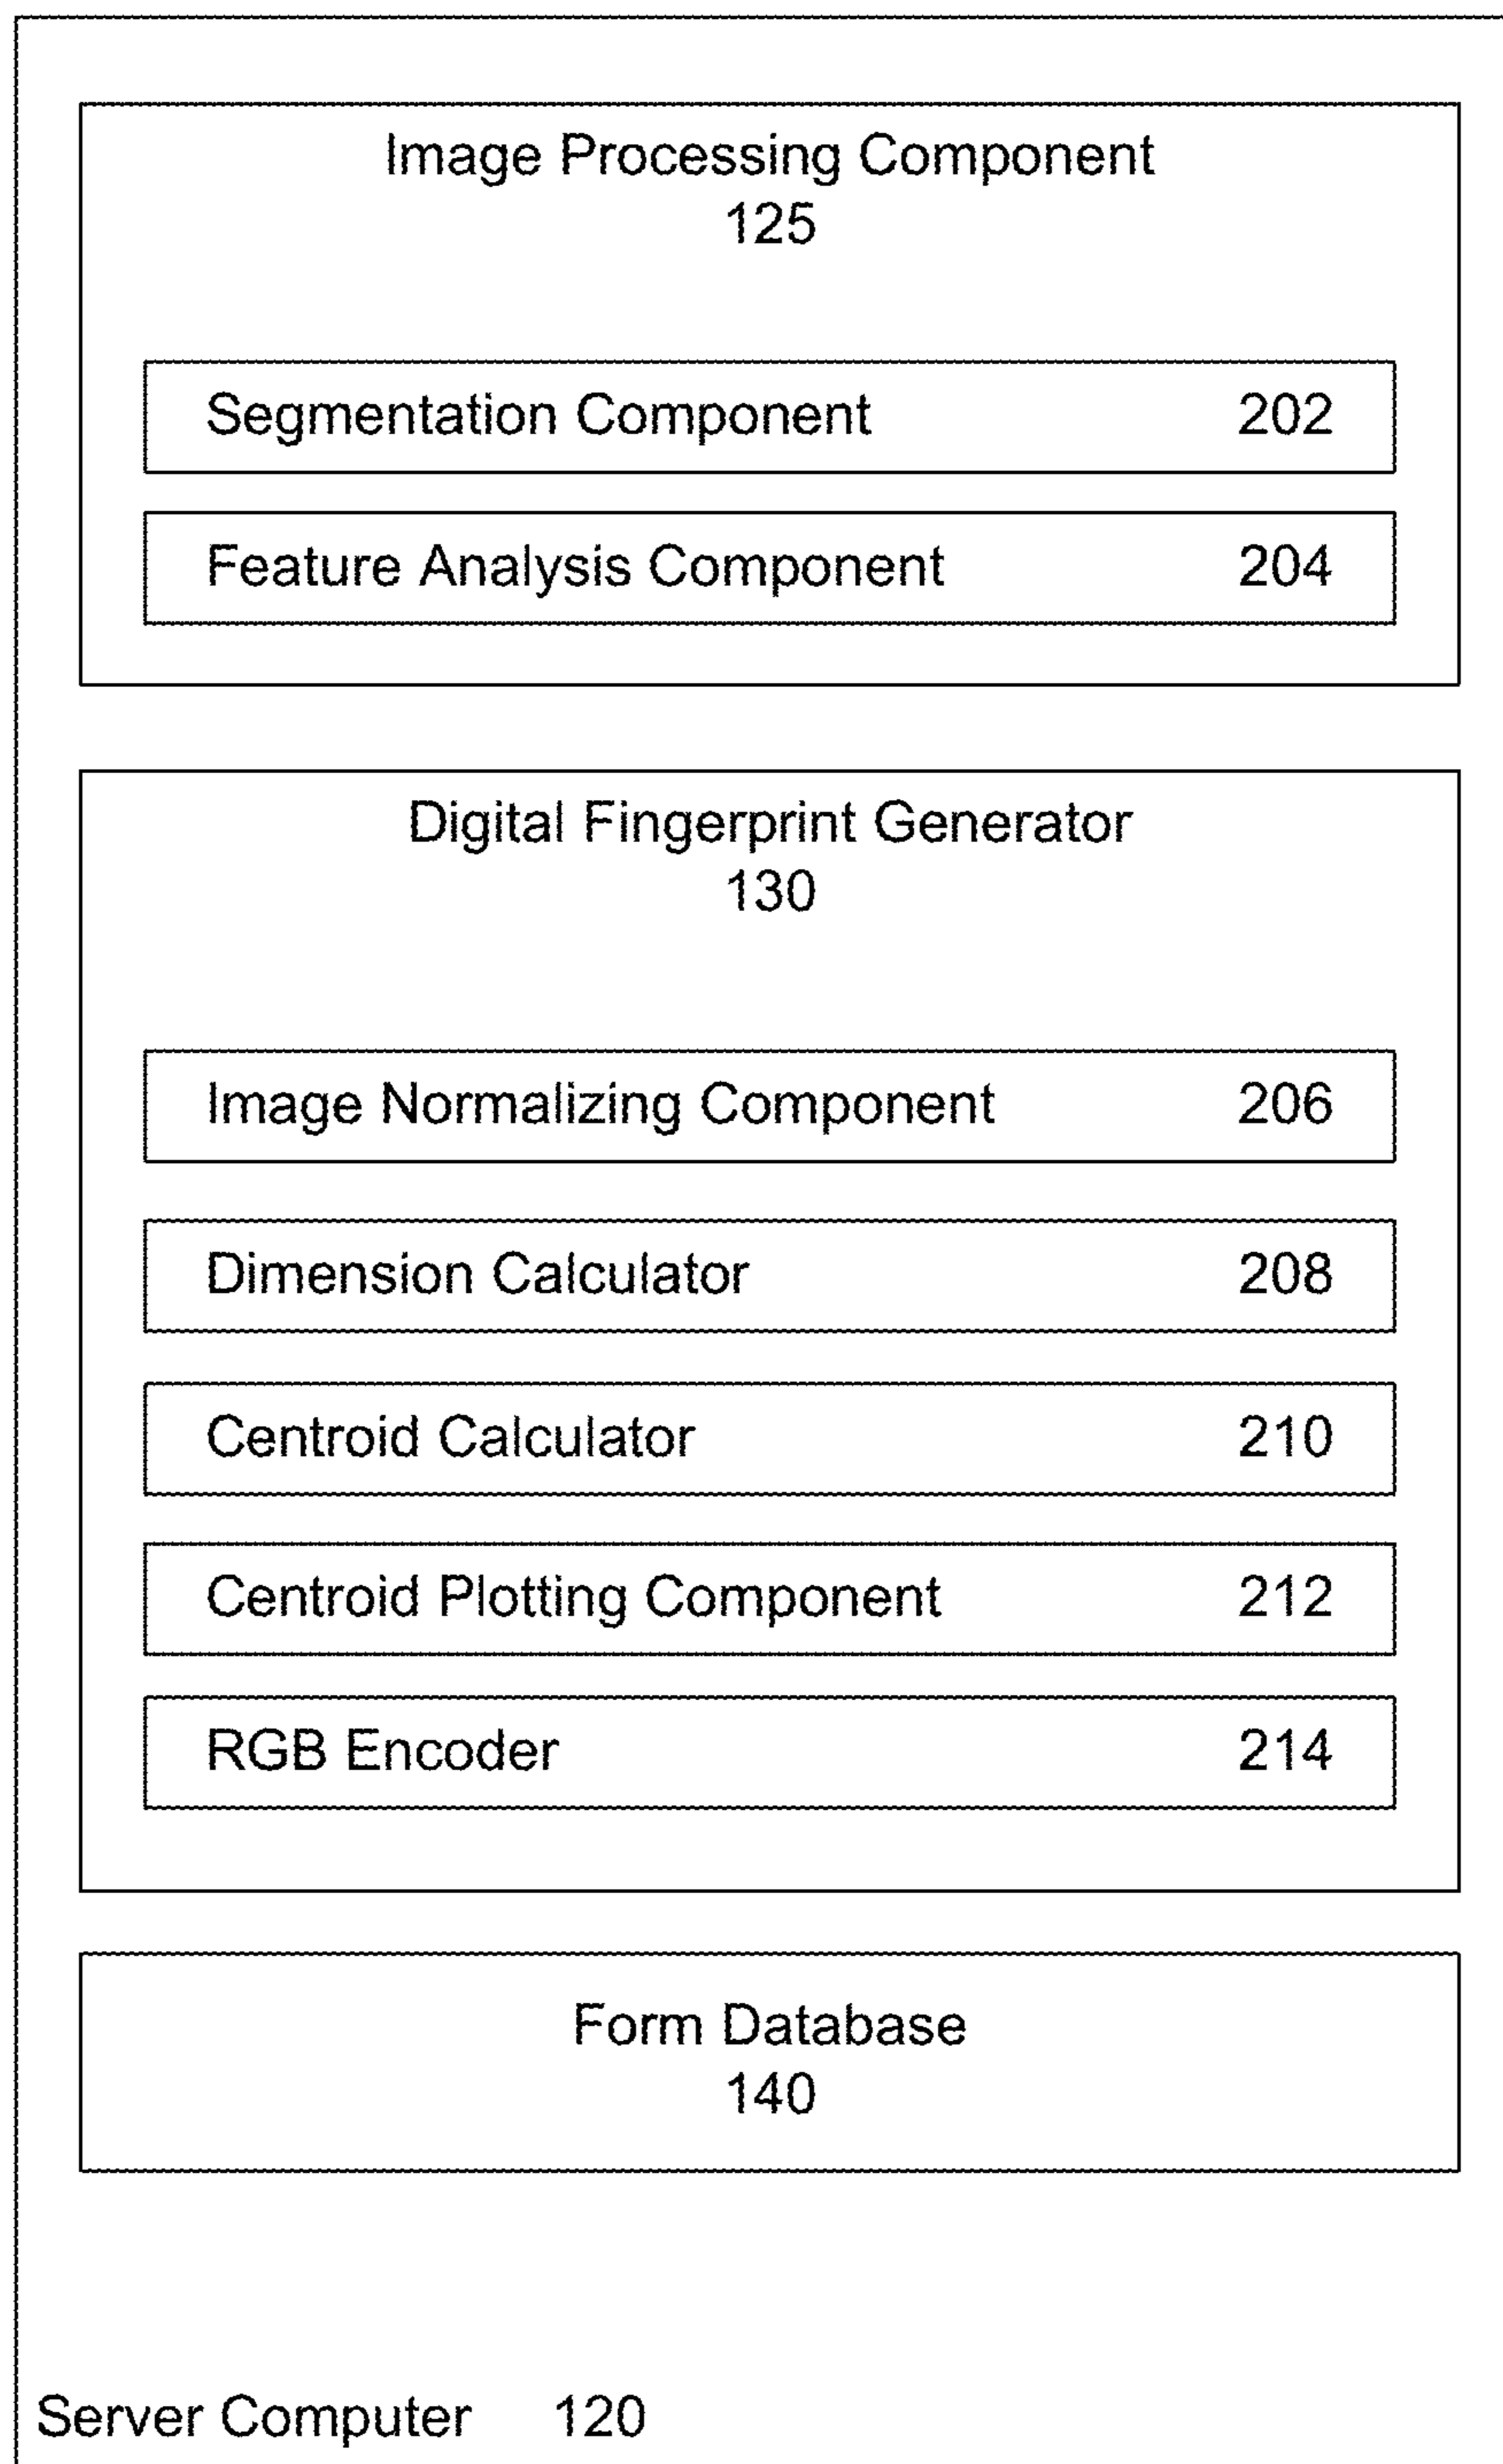 Image Processing Component
125
Segmentation Component 202
Feature Analysis Component 204
Digital Fingerprint Generator
130
Image Normalizing Component 206
Dimension Calculator 208
Centroid Calculator 210
Centroid Plotting Component 212
RGB Encoder 214
Form Database
140
Server Computer 120